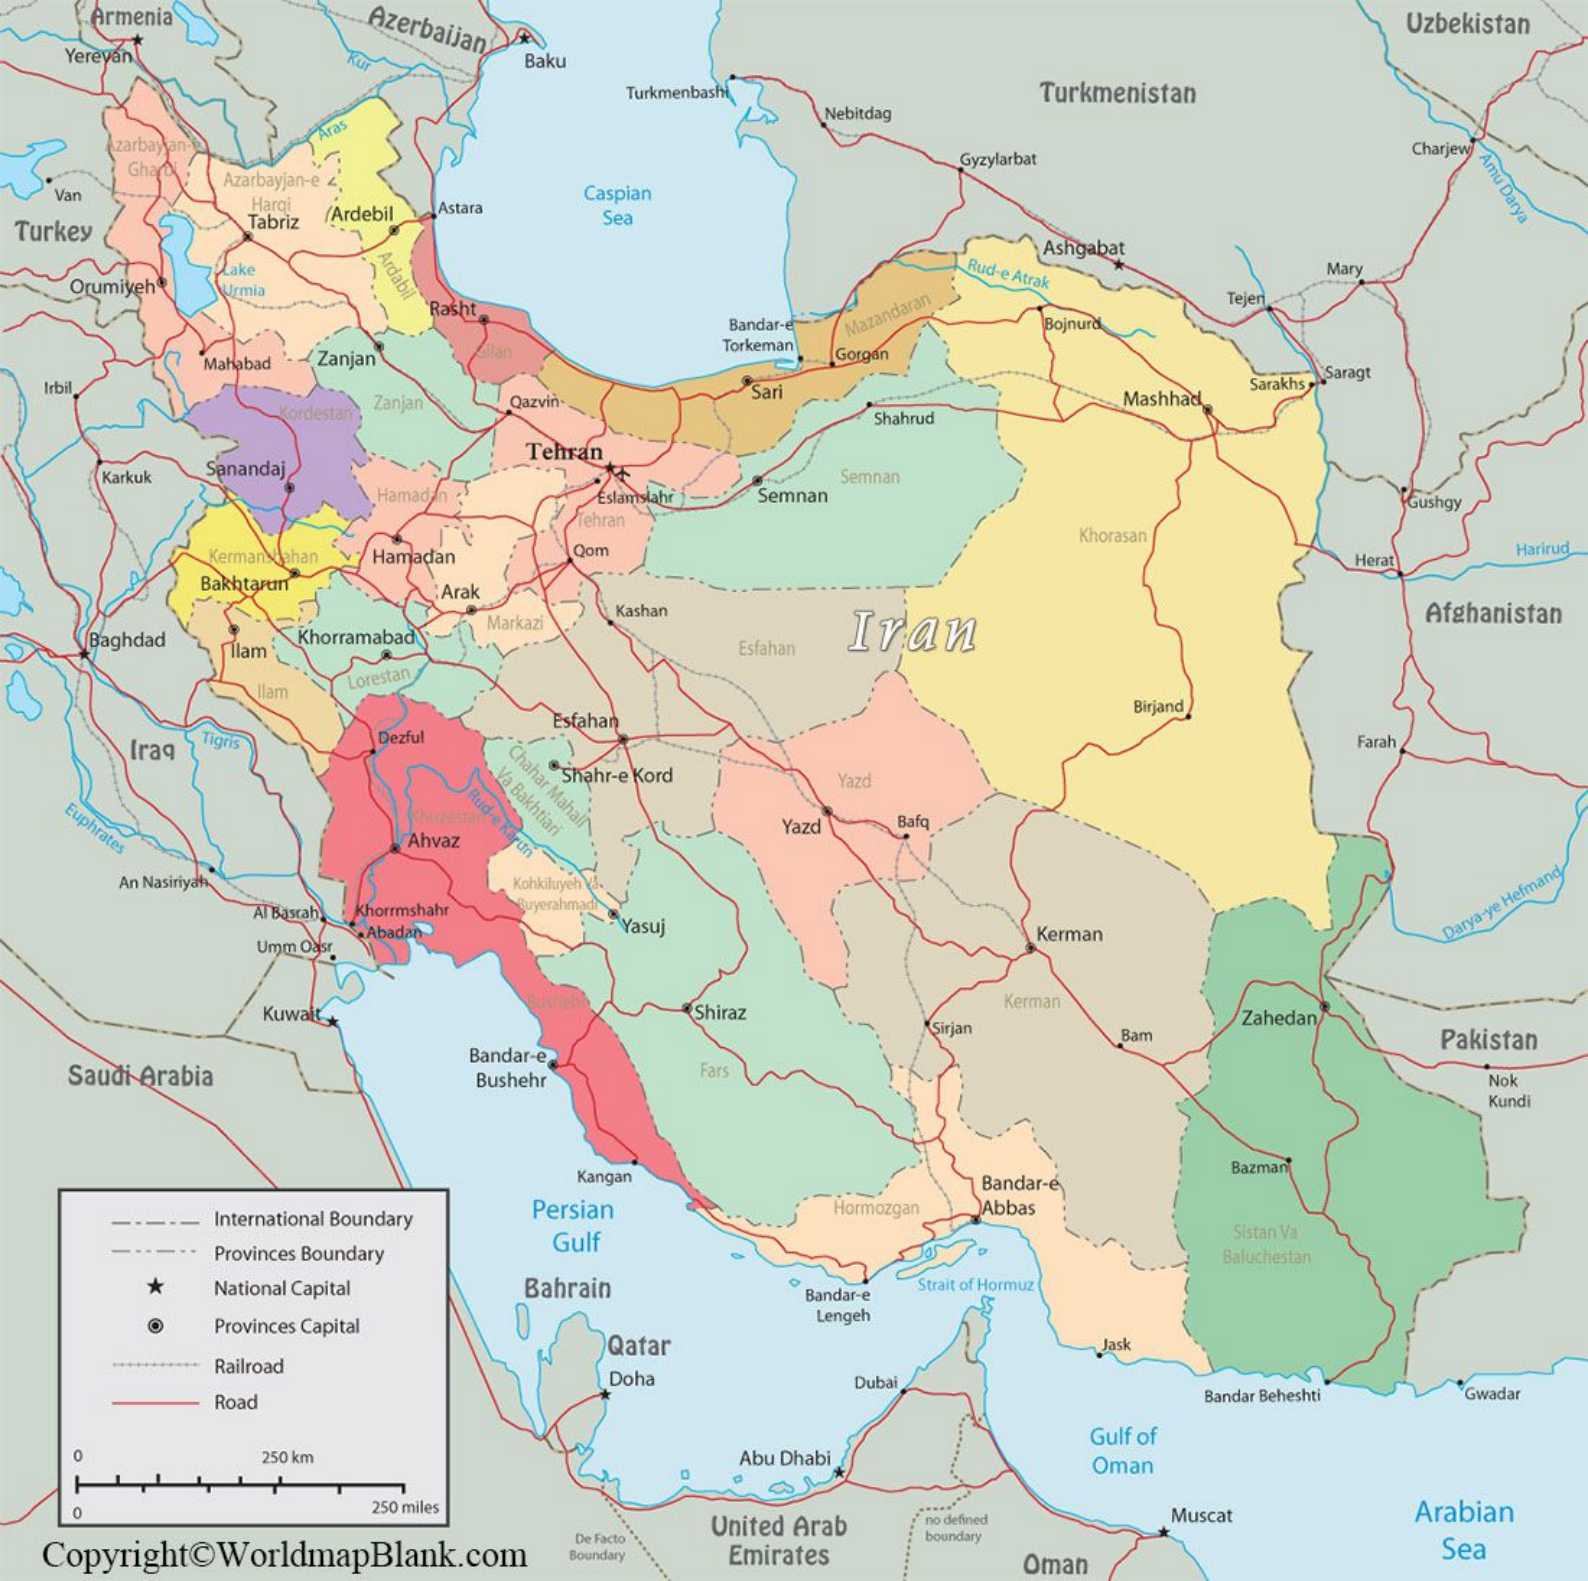 Armenia
Yerevan
Azerbaijan
Kur
Baku
Turkmenbashi
Nebitdag
Turkmenistan
Uzbekistan
Charjew
Amu Darya
Gyzylarbat
Azarbayjan-e
Gharbi
Aras
Azarbayjan-e
Harqi
Tabriz
Ardebil
Ardabil
Astara
Caspian
Sea
Van
Turkey
Lake
Urmia
Orumiyeh
Mahabad
Irbil
Karkuk
Rasht
Gilan
Zanjan
Zanjan
Kordestan
Sanandaj
Qazvin
Tehran
Eslamslahr
Tehran
Bandar-e
Torkeman
Mazandaran
Gorgan
Sari
Rud-e Atrak
Ashgabat
Bojnurd
Tejen
Mary
Saragt
Sarakhs
Mashhad
Shahrud
Semnan
Semnan
Gushgy
Khorasan
Herat
Harirud
Afghanistan
Hamadan
Hamadan
Kermanshahan
Bakhtarun
Qom
Arak
Markazi
Kashan
Esfahan
Iran
Baghdad
Ilam
Ilam
Khorramabad
Lorestan
Esfahan
Birjand
Farah
Iraq
Tigris
Euphrates
Dezful
Khuzestan
Rud-e Karun
Ahvaz
Chahar Mahall
Va Bakhtiari
Shahr-e Kord
Yazd
Yazd
Bafq
An Nasiriyah
Al Basrah
Umm Qasr
Khorrmshahr
Abadan
Kohkiluyeh Va
Buyerahmadi
Yasuj
Kerman
Kerman
Darya-ye Hefmand
Kuwait
Bushehr
Shiraz
Sirjan
Bam
Zahedan
Pakistan
Nok
Kundi
Saudi Arabia
Bandar-e
Bushehr
Fars
Kangan
Persian
Gulf
Hormozgan
Bandar-e
Abbas
Bazman
Sistan Va
Baluchestan
Bandar-e
Lengeh
Strait of Hormuz
Jask
Bandar Beheshti
Gwadar
Bahrain
Qatar
Doha
Dubai
Abu Dhabi
Gulf of
Oman
Arabian
Sea
Muscat
United Arab
Emirates
no defined
boundary
De Facto
Boundary
Oman
International Boundary
Provinces Boundary
National Capital
Provinces Capital
Railroad
Road
0
250 km
0
250 miles
Copyright©WorldmapBlank.com